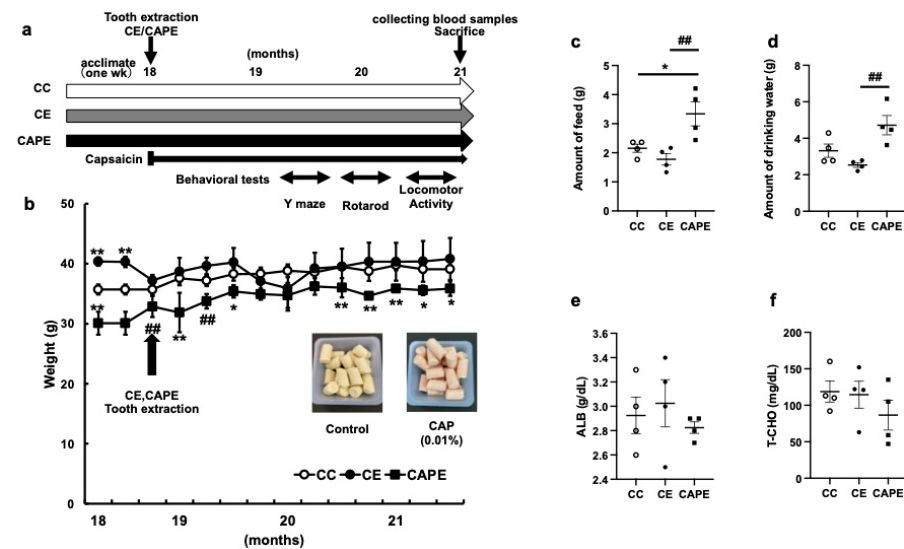 a
Tooth extraction
CE/CAPE
collecting blood samples
Sacrifice
acclimate
(one wk)
(months)
18
19
20
21
CC
CE
CAPE
Capsaicin
Behavioral tests
Y maze
Rotarod
Locomotor
Activity
b
Weight (g)
50
40
30
20
10
0
** **
**
##
**
##
*
**
**
**
*
*
CE,CAPE
Tooth extraction
Control
CAP
(0.01%)
CC CE CAPE
18 19 20 21
(months)
c
Amount of feed (g)
5
4
3
2
1
0
##
*
CC CE CAPE
d
Amount of drinking water (g)
8
6
4
2
0
##
CC CE CAPE
e
ALB (g/dL)
3.4
3.2
3.0
2.8
2.6
2.4
CC CE CAPE
f
T-CHO (mg/dL)
200
150
100
50
0
CC CE CAPE